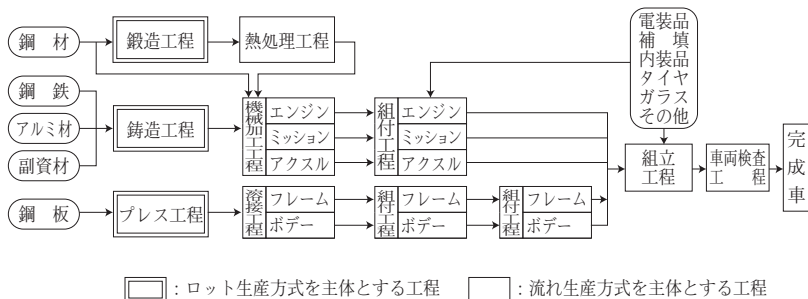 鋼　材
鍛造工程
熱処理工程
電装品
補　填
内装品
タイヤ
ガラス
その他
鋼　鉄
アルミ材
副資材
鋳造工程
機械加工工程
エンジン
ミッション
アクスル
組付工程
エンジン
ミッション
アクスル
組立
工程
車両検査
工　　程
完成車
鋼　板
プレス工程
溶接工程
フレーム
ボデー
組付工程
フレーム
ボデー
組付工程
フレーム
ボデー
：ロット生産方式を主体とする工程
：流れ生産方式を主体とする工程